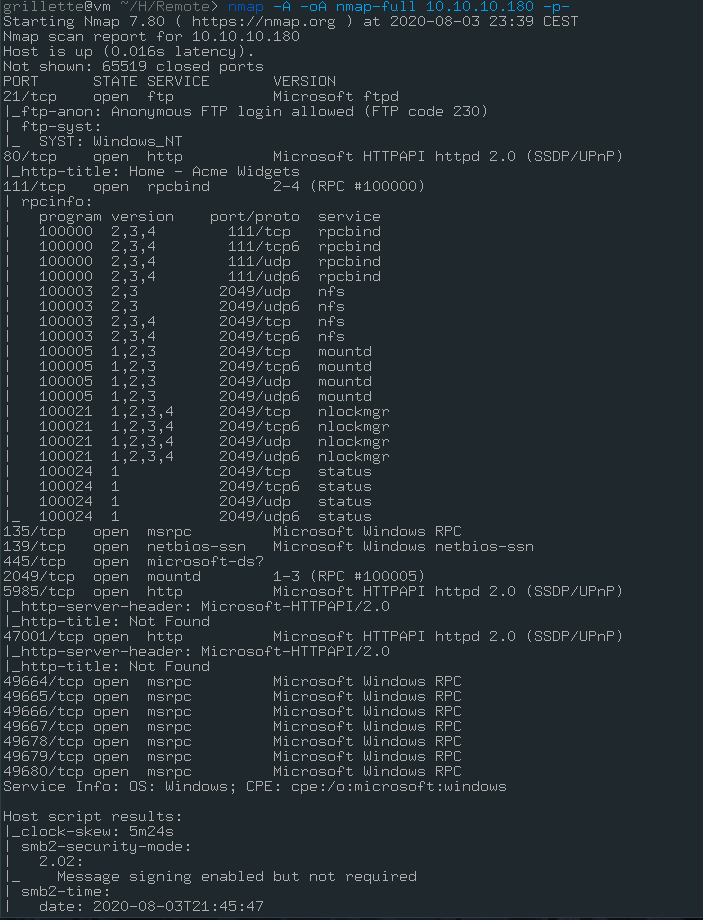 grillette@vm ~/H/Remote> nmap -A -oA nmap-full 10.10.10.180 -p-
Starting Nmap 7.80 ( https://nmap.org ) at 2020-08-03 23:39 CEST
Nmap scan report for 10.10.10.180
Host is up (0.016s latency).
Not shown: 65519 closed ports
PORT      STATE SERVICE       VERSION
21/tcp    open  ftp           Microsoft ftpd
|_ftp-anon: Anonymous FTP login allowed (FTP code 230)
| ftp-syst:
|_  SYST: Windows_NT
80/tcp    open  http          Microsoft HTTPAPI httpd 2.0 (SSDP/UPnP)
|_http-title: Home - Acme Widgets
111/tcp   open  rpcbind       2-4 (RPC #100000)
| rpcinfo:
|   program version    port/proto  service
|   100000  2,3,4        111/tcp   rpcbind
|   100000  2,3,4        111/tcp6  rpcbind
|   100000  2,3,4        111/udp   rpcbind
|   100000  2,3,4        111/udp6  rpcbind
|   100003  2,3         2049/udp   nfs
|   100003  2,3         2049/udp6  nfs
|   100003  2,3,4       2049/tcp   nfs
|   100003  2,3,4       2049/tcp6  nfs
|   100005  1,2,3       2049/tcp   mountd
|   100005  1,2,3       2049/tcp6  mountd
|   100005  1,2,3       2049/udp   mountd
|   100005  1,2,3       2049/udp6  mountd
|   100021  1,2,3,4     2049/tcp   nlockmgr
|   100021  1,2,3,4     2049/tcp6  nlockmgr
|   100021  1,2,3,4     2049/udp   nlockmgr
|   100021  1,2,3,4     2049/udp6  nlockmgr
|   100024  1           2049/tcp   status
|   100024  1           2049/tcp6  status
|   100024  1           2049/udp   status
|_  100024  1           2049/udp6  status
135/tcp   open  msrpc         Microsoft Windows RPC
139/tcp   open  netbios-ssn   Microsoft Windows netbios-ssn
445/tcp   open  microsoft-ds?
2049/tcp  open  mountd        1-3 (RPC #100005)
5985/tcp  open  http          Microsoft HTTPAPI httpd 2.0 (SSDP/UPnP)
|_http-server-header: Microsoft-HTTPAPI/2.0
|_http-title: Not Found
47001/tcp open  http          Microsoft HTTPAPI httpd 2.0 (SSDP/UPnP)
|_http-server-header: Microsoft-HTTPAPI/2.0
|_http-title: Not Found
49664/tcp open  msrpc         Microsoft Windows RPC
49665/tcp open  msrpc         Microsoft Windows RPC
49666/tcp open  msrpc         Microsoft Windows RPC
49667/tcp open  msrpc         Microsoft Windows RPC
49678/tcp open  msrpc         Microsoft Windows RPC
49679/tcp open  msrpc         Microsoft Windows RPC
49680/tcp open  msrpc         Microsoft Windows RPC
Service Info: OS: Windows; CPE: cpe:/o:microsoft:windows

Host script results:
|_clock-skew: 5m24s
| smb2-security-mode:
|   2.02:
|_    Message signing enabled but not required
| smb2-time:
|   date: 2020-08-03T21:45:47